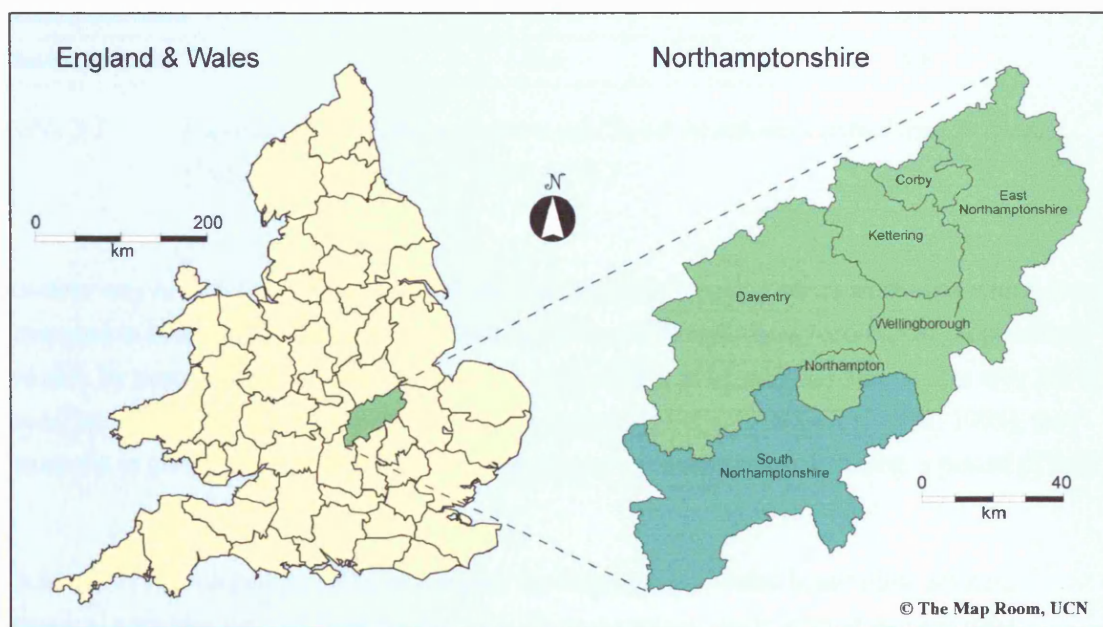 England & Wales
Northamptonshire
N
0 200
km
Corby
East
Northamptonshire
Kettering
Daventry
Wellingborough
Northampton
South
Northamptonshire
0 40
km
© The Map Room, UCN